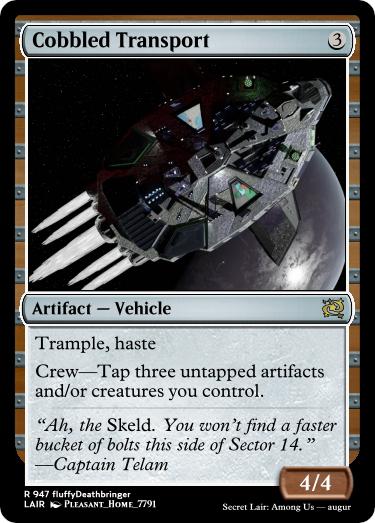 Cobbled Transport 3
Artifact — Vehicle
Trample, haste
Crew—Tap three untapped artifacts
and/or creatures you control.
“Ah, the Skeld. You won’t find a faster
bucket of bolts this side of Sector 14.”
—Captain Telam
4/4
R 947 fluffyDeathbringer
LAIR Pleasant_Home_7791
Secret Lair: Among Us — augur